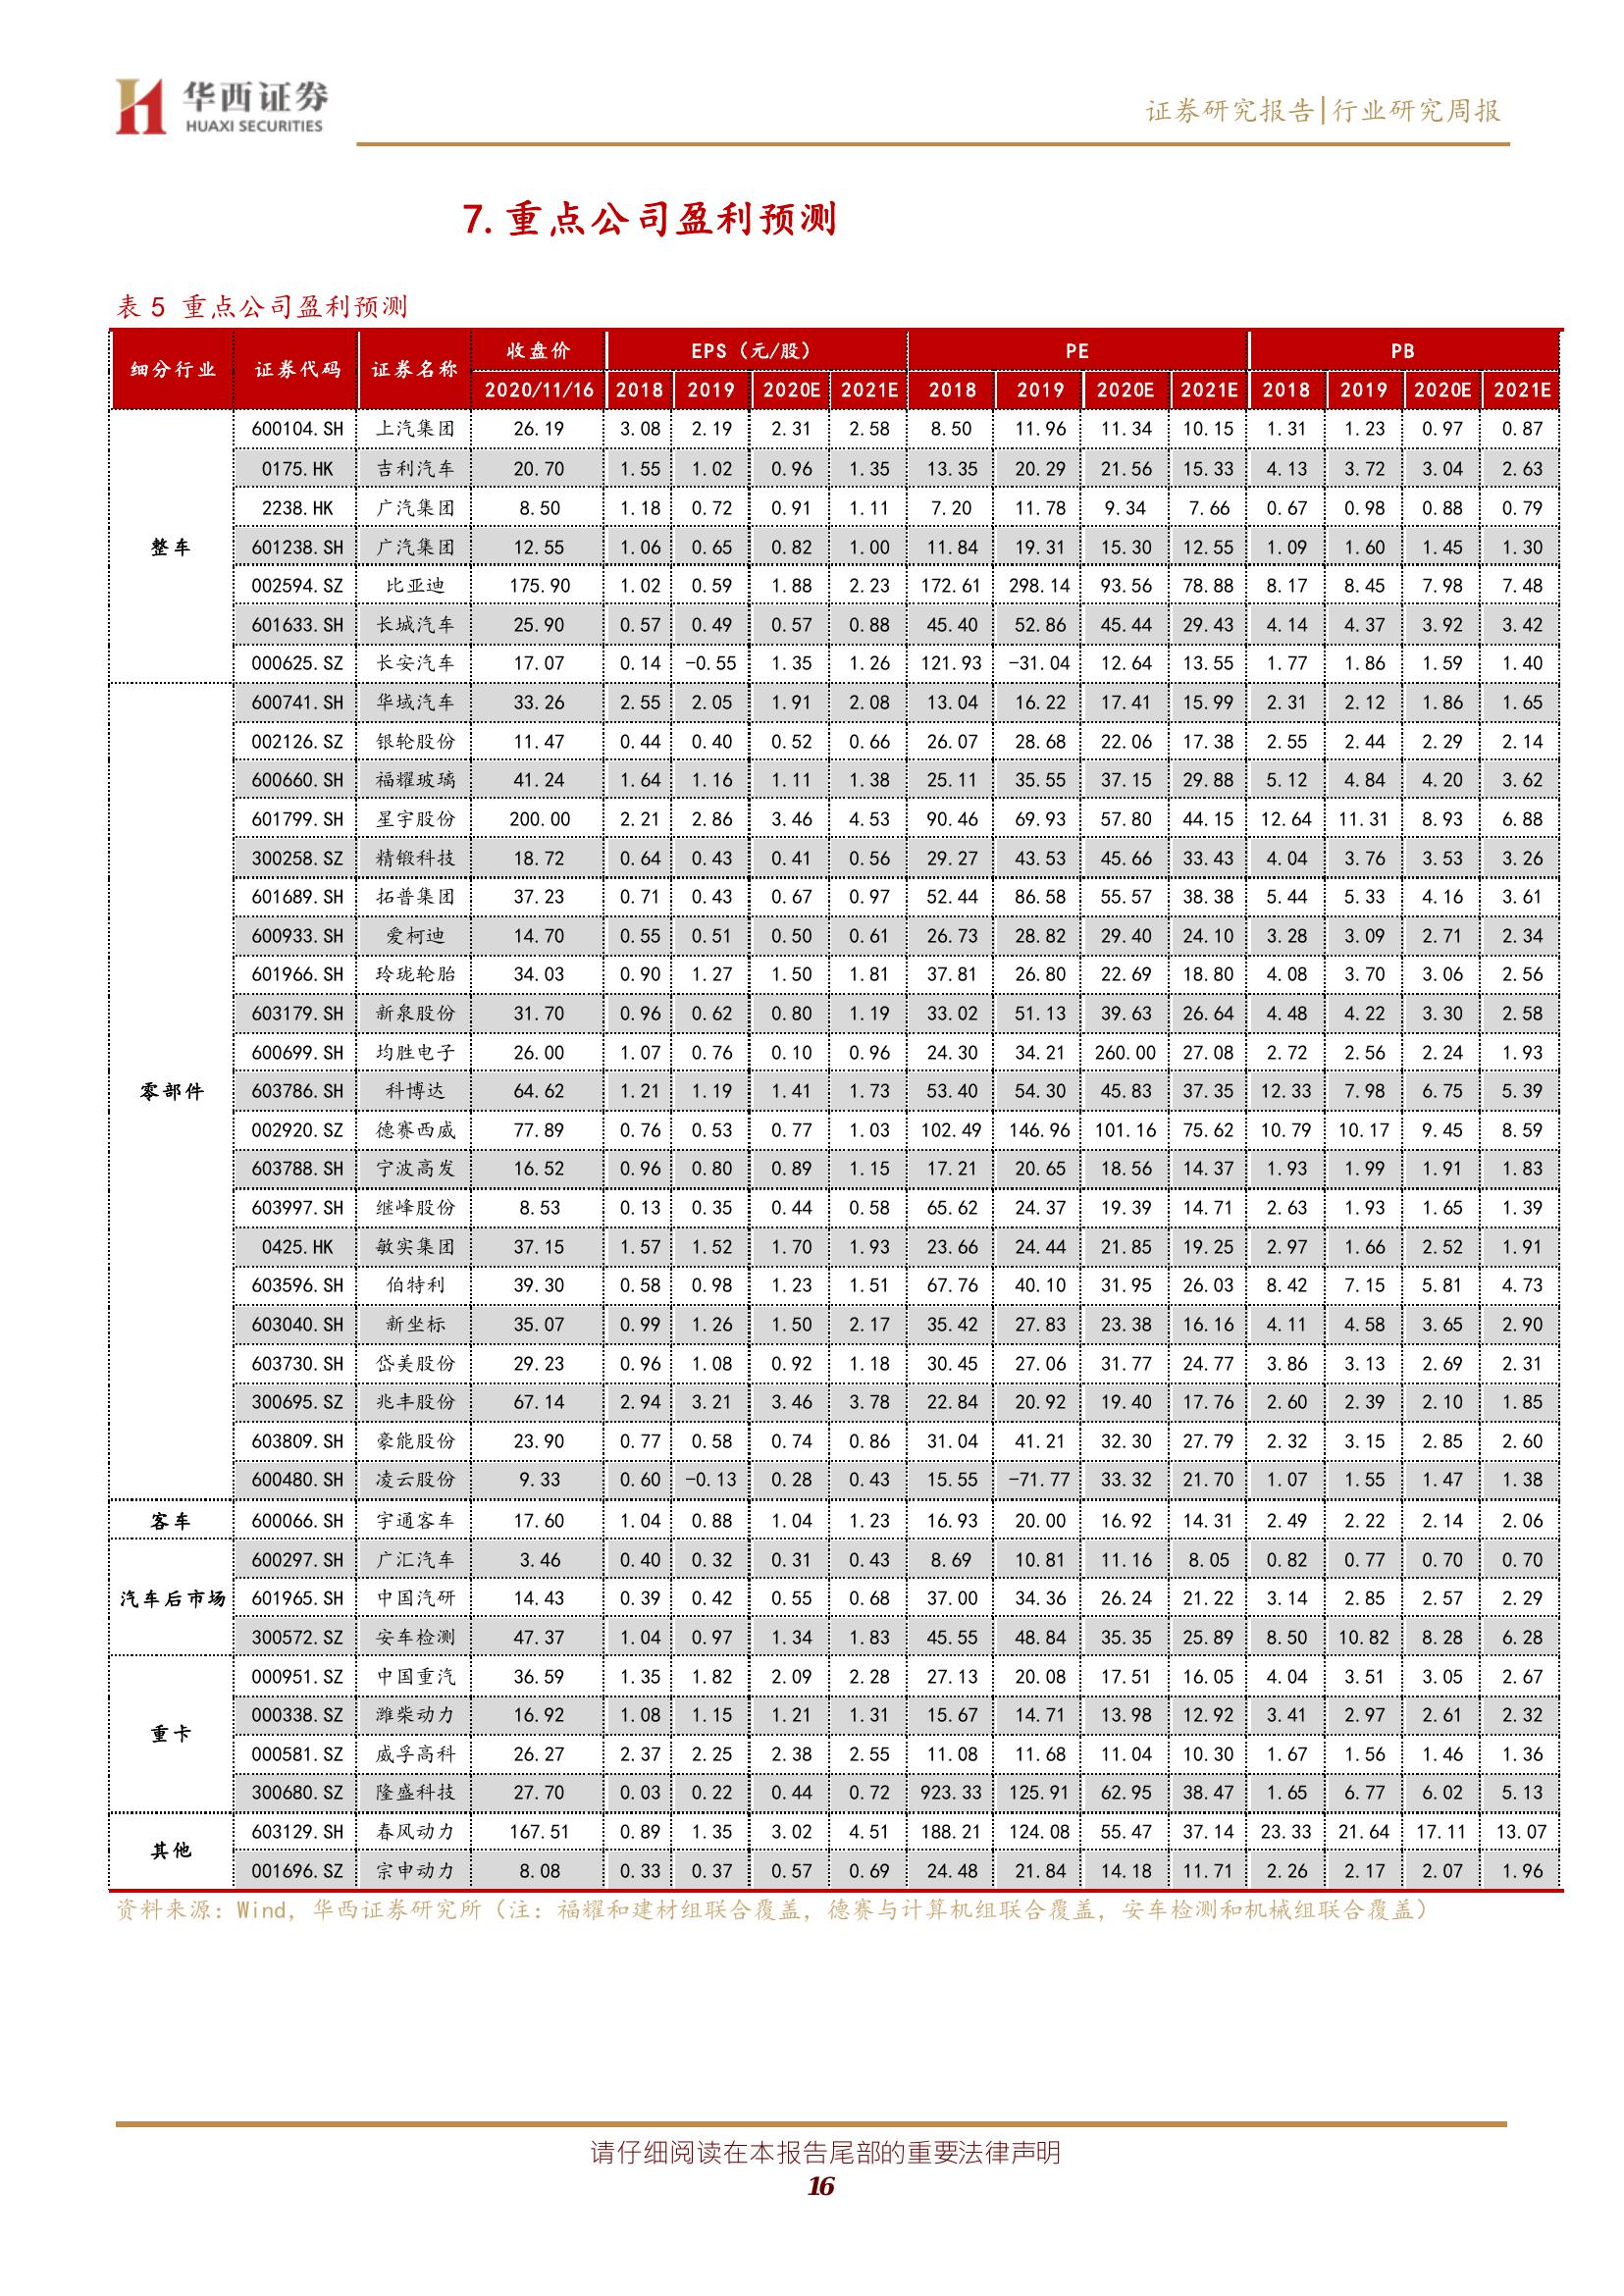 华西证券
HUAXI SECURITIES
证券研究报告|行业研究周报
7. 重点公司盈利预测
表 5 重点公司盈利预测
细分行业 证券代码 证券名称 收盘价 EPS（元/股） PE PB
2020/11/16 2018 2019 2020E 2021E 2018 2019 2020E 2021E 2018 2019 2020E 2021E
整车 600104.SH 上汽集团 26.19 3.08 2.19 2.31 2.58 8.50 11.96 11.34 10.15 1.31 1.23 0.97 0.87
0175.HK 吉利汽车 20.70 1.55 1.02 0.96 1.35 13.35 20.29 21.56 15.33 4.13 3.72 3.04 2.63
2238.HK 广汽集团 8.50 1.18 0.72 0.91 1.11 7.20 11.78 9.34 7.66 0.67 0.98 0.88 0.79
601238.SH 广汽集团 12.55 1.06 0.65 0.82 1.00 11.84 19.31 15.30 12.55 1.09 1.60 1.45 1.30
002594.SZ 比亚迪 175.90 1.02 0.59 1.88 2.23 172.61 298.14 93.56 78.88 8.17 8.45 7.98 7.48
601633.SH 长城汽车 25.90 0.57 0.49 0.57 0.88 45.40 52.86 45.44 29.43 4.14 4.37 3.92 3.42
000625.SZ 长安汽车 17.07 0.14 -0.55 1.35 1.26 121.93 -31.04 12.64 13.55 1.77 1.86 1.59 1.40
零部件 600741.SH 华域汽车 33.26 2.55 2.05 1.91 2.08 13.04 16.22 17.41 15.99 2.31 2.12 1.86 1.65
002126.SZ 银轮股份 11.47 0.44 0.40 0.52 0.66 26.07 28.68 22.06 17.38 2.55 2.44 2.29 2.14
600660.SH 福耀玻璃 41.24 1.64 1.16 1.11 1.38 25.11 35.55 37.15 29.88 5.12 4.84 4.20 3.62
601799.SH 星宇股份 200.00 2.21 2.86 3.46 4.53 90.46 69.93 57.80 44.15 12.64 11.31 8.93 6.88
300258.SZ 精锻科技 18.72 0.64 0.43 0.41 0.56 29.27 43.53 45.66 33.43 4.04 3.76 3.53 3.26
601689.SH 拓普集团 37.23 0.71 0.43 0.67 0.97 52.44 86.58 55.57 38.38 5.44 5.33 4.16 3.61
600933.SH 爱柯迪 14.70 0.55 0.51 0.50 0.61 26.73 28.82 29.40 24.10 3.28 3.09 2.71 2.34
601966.SH 玲珑轮胎 34.03 0.90 1.27 1.50 1.81 37.81 26.80 22.69 18.80 4.08 3.70 3.06 2.56
603179.SH 新泉股份 31.70 0.96 0.62 0.80 1.19 33.02 51.13 39.63 26.64 4.48 4.22 3.30 2.58
600699.SH 均胜电子 26.00 1.07 0.76 0.10 0.96 24.30 34.21 260.00 27.08 2.72 2.56 2.24 1.93
603786.SH 科博达 64.62 1.21 1.19 1.41 1.73 53.40 54.30 45.83 37.35 12.33 7.98 6.75 5.39
002920.SZ 德赛西威 77.89 0.76 0.53 0.77 1.03 102.49 146.96 101.16 75.62 10.79 10.17 9.45 8.59
603788.SH 宁波高发 16.52 0.96 0.80 0.89 1.15 17.21 20.65 18.56 14.37 1.93 1.99 1.91 1.83
603997.SH 继峰股份 8.53 0.13 0.35 0.44 0.58 65.62 24.37 19.39 14.71 2.63 1.93 1.65 1.39
0425.HK 敏实集团 37.15 1.57 1.52 1.70 1.93 23.66 24.44 21.85 19.25 2.97 1.66 2.52 1.91
603596.SH 伯特利 39.30 0.58 0.98 1.23 1.51 67.76 40.10 31.95 26.03 8.42 7.15 5.81 4.73
603040.SH 新坐标 35.07 0.99 1.26 1.50 2.17 35.42 27.83 23.38 16.16 4.11 4.58 3.65 2.90
603730.SH 岱美股份 29.23 0.96 1.08 0.92 1.18 30.45 27.06 31.77 24.77 3.86 3.13 2.69 2.31
300695.SZ 兆丰股份 67.14 2.94 3.21 3.46 3.78 22.84 20.92 19.40 17.76 2.60 2.39 2.10 1.85
603809.SH 豪能股份 23.90 0.77 0.58 0.74 0.86 31.04 41.21 32.30 27.79 2.32 3.15 2.85 2.60
600480.SH 凌云股份 9.33 0.60 -0.13 0.28 0.43 15.55 -71.77 33.32 21.70 1.07 1.55 1.47 1.38
客车 600066.SH 宇通客车 17.60 1.04 0.88 1.04 1.23 16.93 20.00 16.92 14.31 2.49 2.22 2.14 2.06
汽车后市场 600297.SH 广汇汽车 3.46 0.40 0.32 0.31 0.43 8.69 10.81 11.16 8.05 0.82 0.77 0.70 0.70
601965.SH 中国汽研 14.43 0.39 0.42 0.55 0.68 37.00 34.36 26.24 21.22 3.14 2.85 2.57 2.29
300572.SZ 安车检测 47.37 1.04 0.97 1.34 1.83 45.55 48.84 35.35 25.89 8.50 10.82 8.28 6.28
重卡 000951.SZ 中国重汽 36.59 1.35 1.82 2.09 2.28 27.13 20.08 17.51 16.05 4.04 3.51 3.05 2.67
000338.SZ 潍柴动力 16.92 1.08 1.15 1.21 1.31 15.67 14.71 13.98 12.92 3.41 2.97 2.61 2.32
000581.SZ 威孚高科 26.27 2.37 2.25 2.38 2.55 11.08 11.68 11.04 10.30 1.67 1.56 1.46 1.36
300680.SZ 隆盛科技 27.70 0.03 0.22 0.44 0.72 923.33 125.91 62.95 38.47 1.65 6.77 6.02 5.13
其他 603129.SH 春风动力 167.51 0.89 1.35 3.02 4.51 188.21 124.08 55.47 37.14 23.33 21.64 17.11 13.07
001696.SZ 宗申动力 8.08 0.33 0.37 0.57 0.69 24.48 21.84 14.18 11.71 2.26 2.17 2.07 1.96
资料来源：Wind，华西证券研究所（注：福耀和建材组联合覆盖，德赛与计算机组联合覆盖，安车检测和机械组联合覆盖）
请仔细阅读在本报告尾部的重要法律声明
16